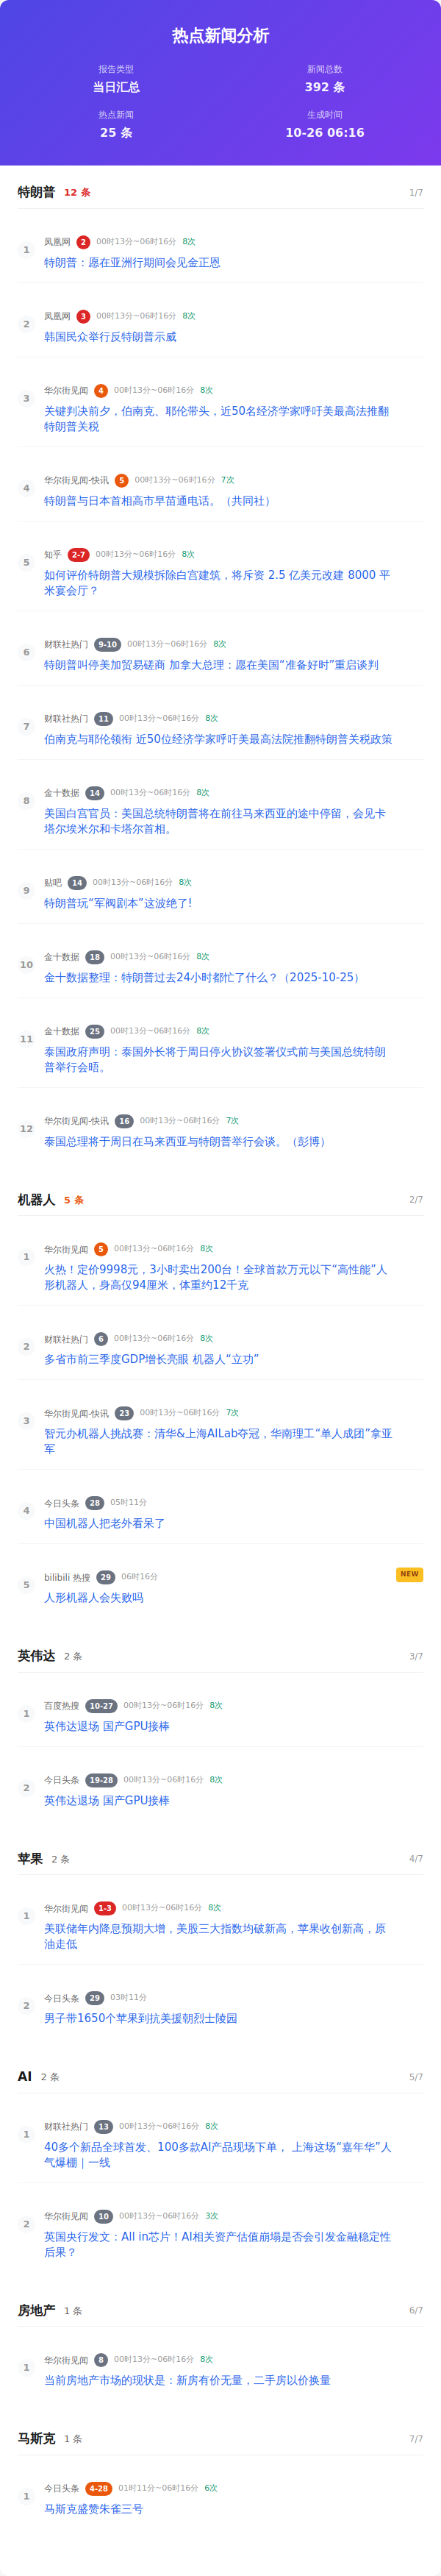 热点新闻分析
报告类型
新闻总数
当日汇总
392 条
热点新闻
生成时间
25 条
10-26 06:16
特朗普 12 条 1/7
1
凤凰网 2 00时13分~06时16分 8次
特朗普：愿在亚洲行期间会见金正恩
2
凤凰网 3 00时13分~06时16分 8次
韩国民众举行反特朗普示威
3
华尔街见闻 4 00时13分~06时16分 8次
关键判决前夕，伯南克、耶伦带头，近50名经济学家呼吁美最高法推翻
特朗普关税
4
华尔街见闻-快讯 5 00时13分~06时16分 7次
特朗普与日本首相高市早苗通电话。（共同社）
5
知乎 2-7 00时13分~06时16分 8次
如何评价特朗普大规模拆除白宫建筑，将斥资 2.5 亿美元改建 8000 平
米宴会厅？
6
财联社热门 9-10 00时13分~06时16分 8次
特朗普叫停美加贸易磋商 加拿大总理：愿在美国“准备好时”重启谈判
7
财联社热门 11 00时13分~06时16分 8次
伯南克与耶伦领衔 近50位经济学家呼吁美最高法院推翻特朗普关税政策
8
金十数据 14 00时13分~06时16分 8次
美国白宫官员：美国总统特朗普将在前往马来西亚的途中停留，会见卡
塔尔埃米尔和卡塔尔首相。
9
贴吧 14 00时13分~06时16分 8次
特朗普玩“军阀剧本”这波绝了!
10
金十数据 18 00时13分~06时16分 8次
金十数据整理：特朗普过去24小时都忙了什么？（2025-10-25）
11
金十数据 25 00时13分~06时16分 8次
泰国政府声明：泰国外长将于周日停火协议签署仪式前与美国总统特朗
普举行会晤。
12
华尔街见闻-快讯 16 00时13分~06时16分 7次
泰国总理将于周日在马来西亚与特朗普举行会谈。（彭博）
机器人 5 条 2/7
1
华尔街见闻 5 00时13分~06时16分 8次
火热！定价9998元，3小时卖出200台！全球首款万元以下“高性能”人
形机器人，身高仅94厘米，体重约12千克
2
财联社热门 6 00时13分~06时16分 8次
多省市前三季度GDP增长亮眼 机器人“立功”
3
华尔街见闻-快讯 23 00时13分~06时16分 7次
智元办机器人挑战赛：清华&上海AILab夺冠，华南理工“单人成团”拿亚
军
4
今日头条 28 05时11分
中国机器人把老外看呆了
5
bilibili 热搜 29 06时16分 NEW
人形机器人会失败吗
英伟达 2 条 3/7
1
百度热搜 10-27 00时13分~06时16分 8次
英伟达退场 国产GPU接棒
2
今日头条 19-28 00时13分~06时16分 8次
英伟达退场 国产GPU接棒
苹果 2 条 4/7
1
华尔街见闻 1-3 00时13分~06时16分 8次
美联储年内降息预期大增，美股三大指数均破新高，苹果收创新高，原
油走低
2
今日头条 29 03时11分
男子带1650个苹果到抗美援朝烈士陵园
AI 2 条 5/7
1
财联社热门 13 00时13分~06时16分 8次
40多个新品全球首发、100多款AI产品现场下单， 上海这场“嘉年华”人
气爆棚｜一线
2
华尔街见闻 10 00时13分~06时16分 3次
英国央行发文：All in芯片！AI相关资产估值崩塌是否会引发金融稳定性
后果？
房地产 1 条 6/7
1
华尔街见闻 8 00时13分~06时16分 8次
当前房地产市场的现状是：新房有价无量，二手房以价换量
马斯克 1 条 7/7
1
今日头条 4-28 01时11分~06时16分 6次
马斯克盛赞朱雀三号